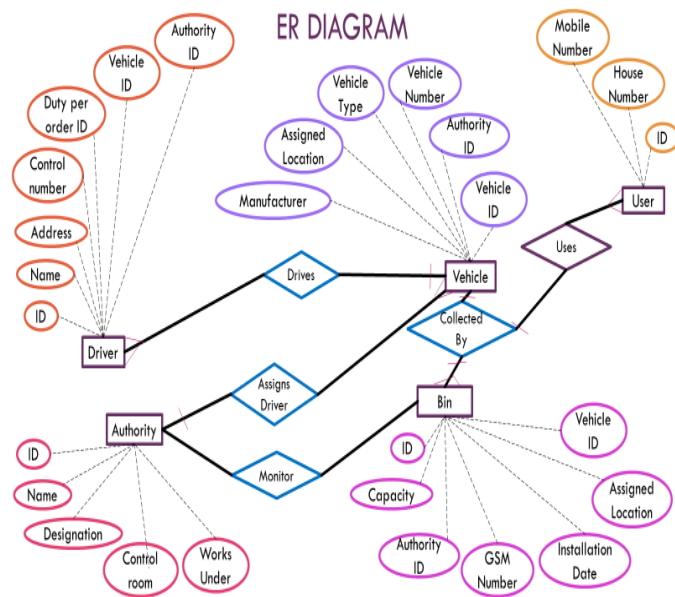 ER DIAGRAM
Authority
ID
Vehicle
ID
Duty per
order ID
Control
number
Address
Name
ID
Driver
Vehicle
Type
Vehicle
Number
Assigned
Location
Authority
ID
Manufacturer
Vehicle
ID
Mobile
Number
House
Number
ID
User
Uses
Drives
Vehicle
Collected
By
Assigns
Driver
Authority
Monitor
Bin
ID
Name
Designation
Control
room
Works
Under
ID
Capacity
Authority
ID
GSM
Number
Installation
Date
Assigned
Location
Vehicle
ID